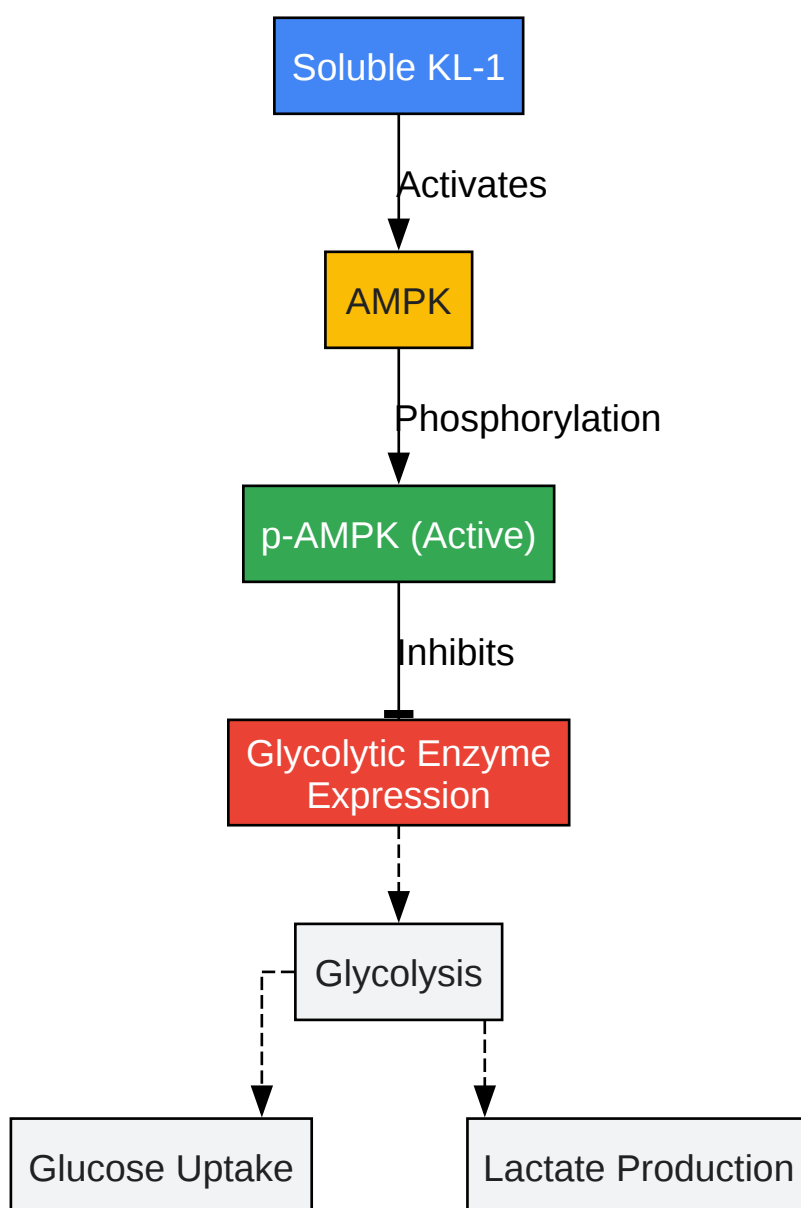 Soluble KL-1
Activates
AMPK
Phosphorylation
p-AMPK (Active)
Inhibits
Glycolytic Enzyme
Expression
Glycolysis
Glucose Uptake
Lactate Production